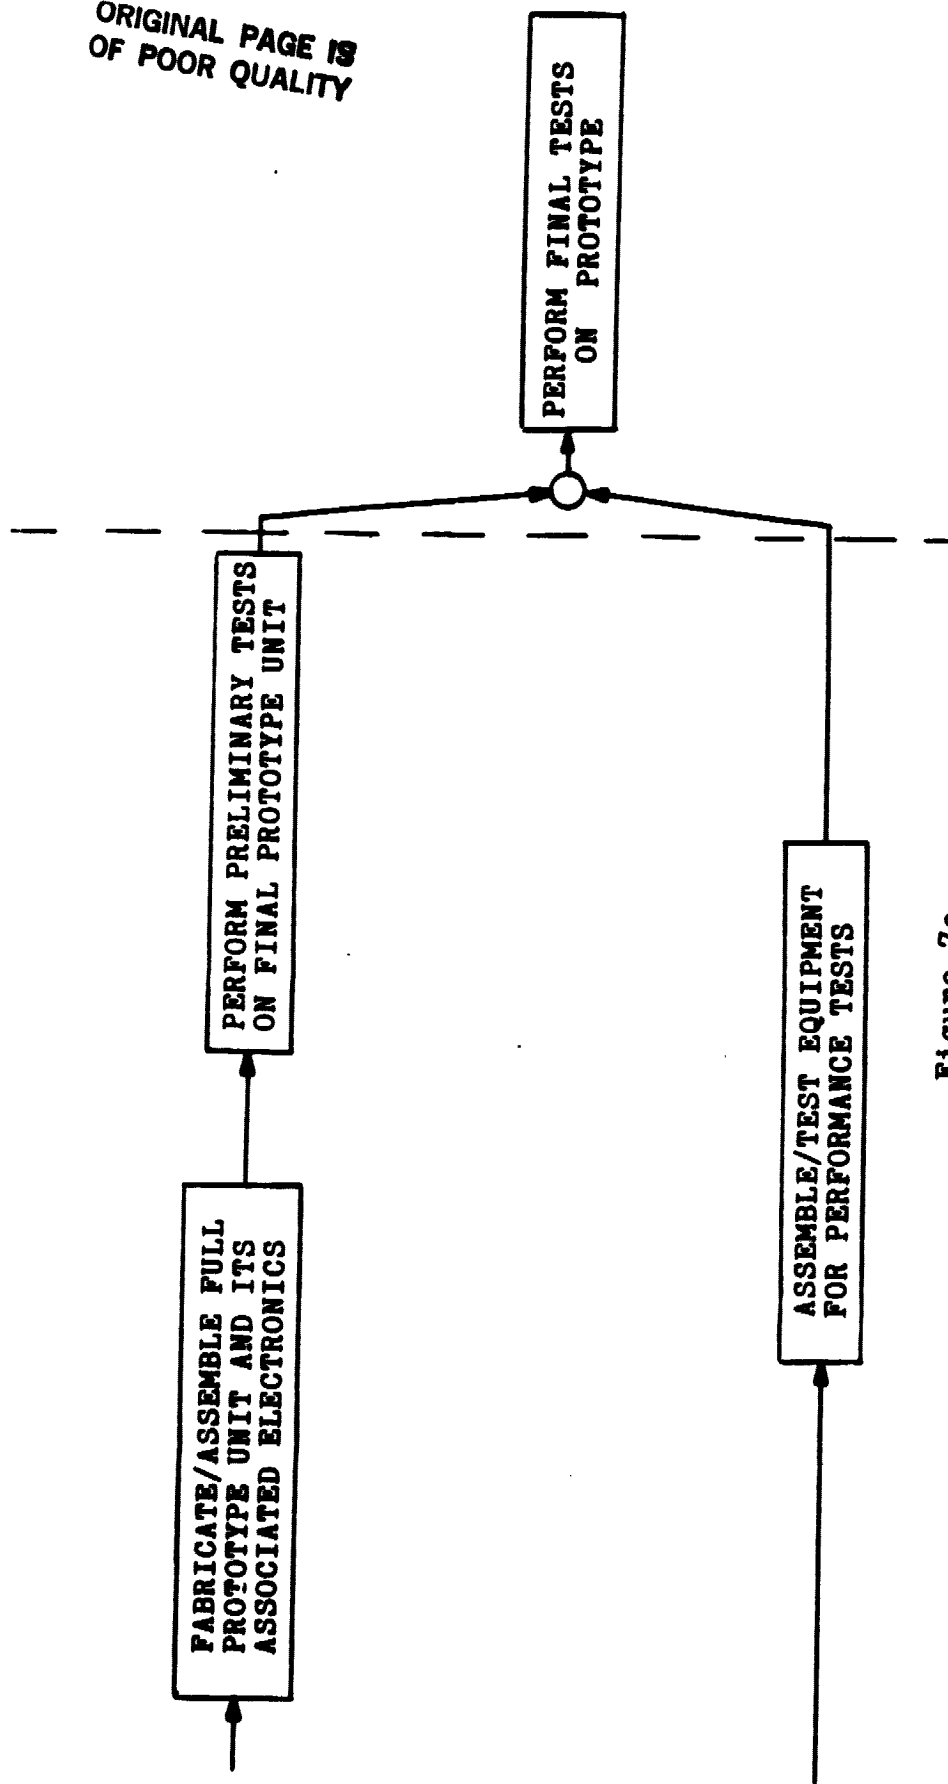 ORIGINAL PAGE IS
OF POOR QUALITY
FABRICATE/ASSEMBLE FULL
PROTOTYPE UNIT AND ITS
ASSOCIATED ELECTRONICS
PERFORM PRELIMINARY TESTS
ON FINAL PROTOTYPE UNIT
PERFORM FINAL TESTS
ON PROTOTYPE
ASSEMBLE/TEST EQUIPMENT
FOR PERFORMANCE TESTS
Figure